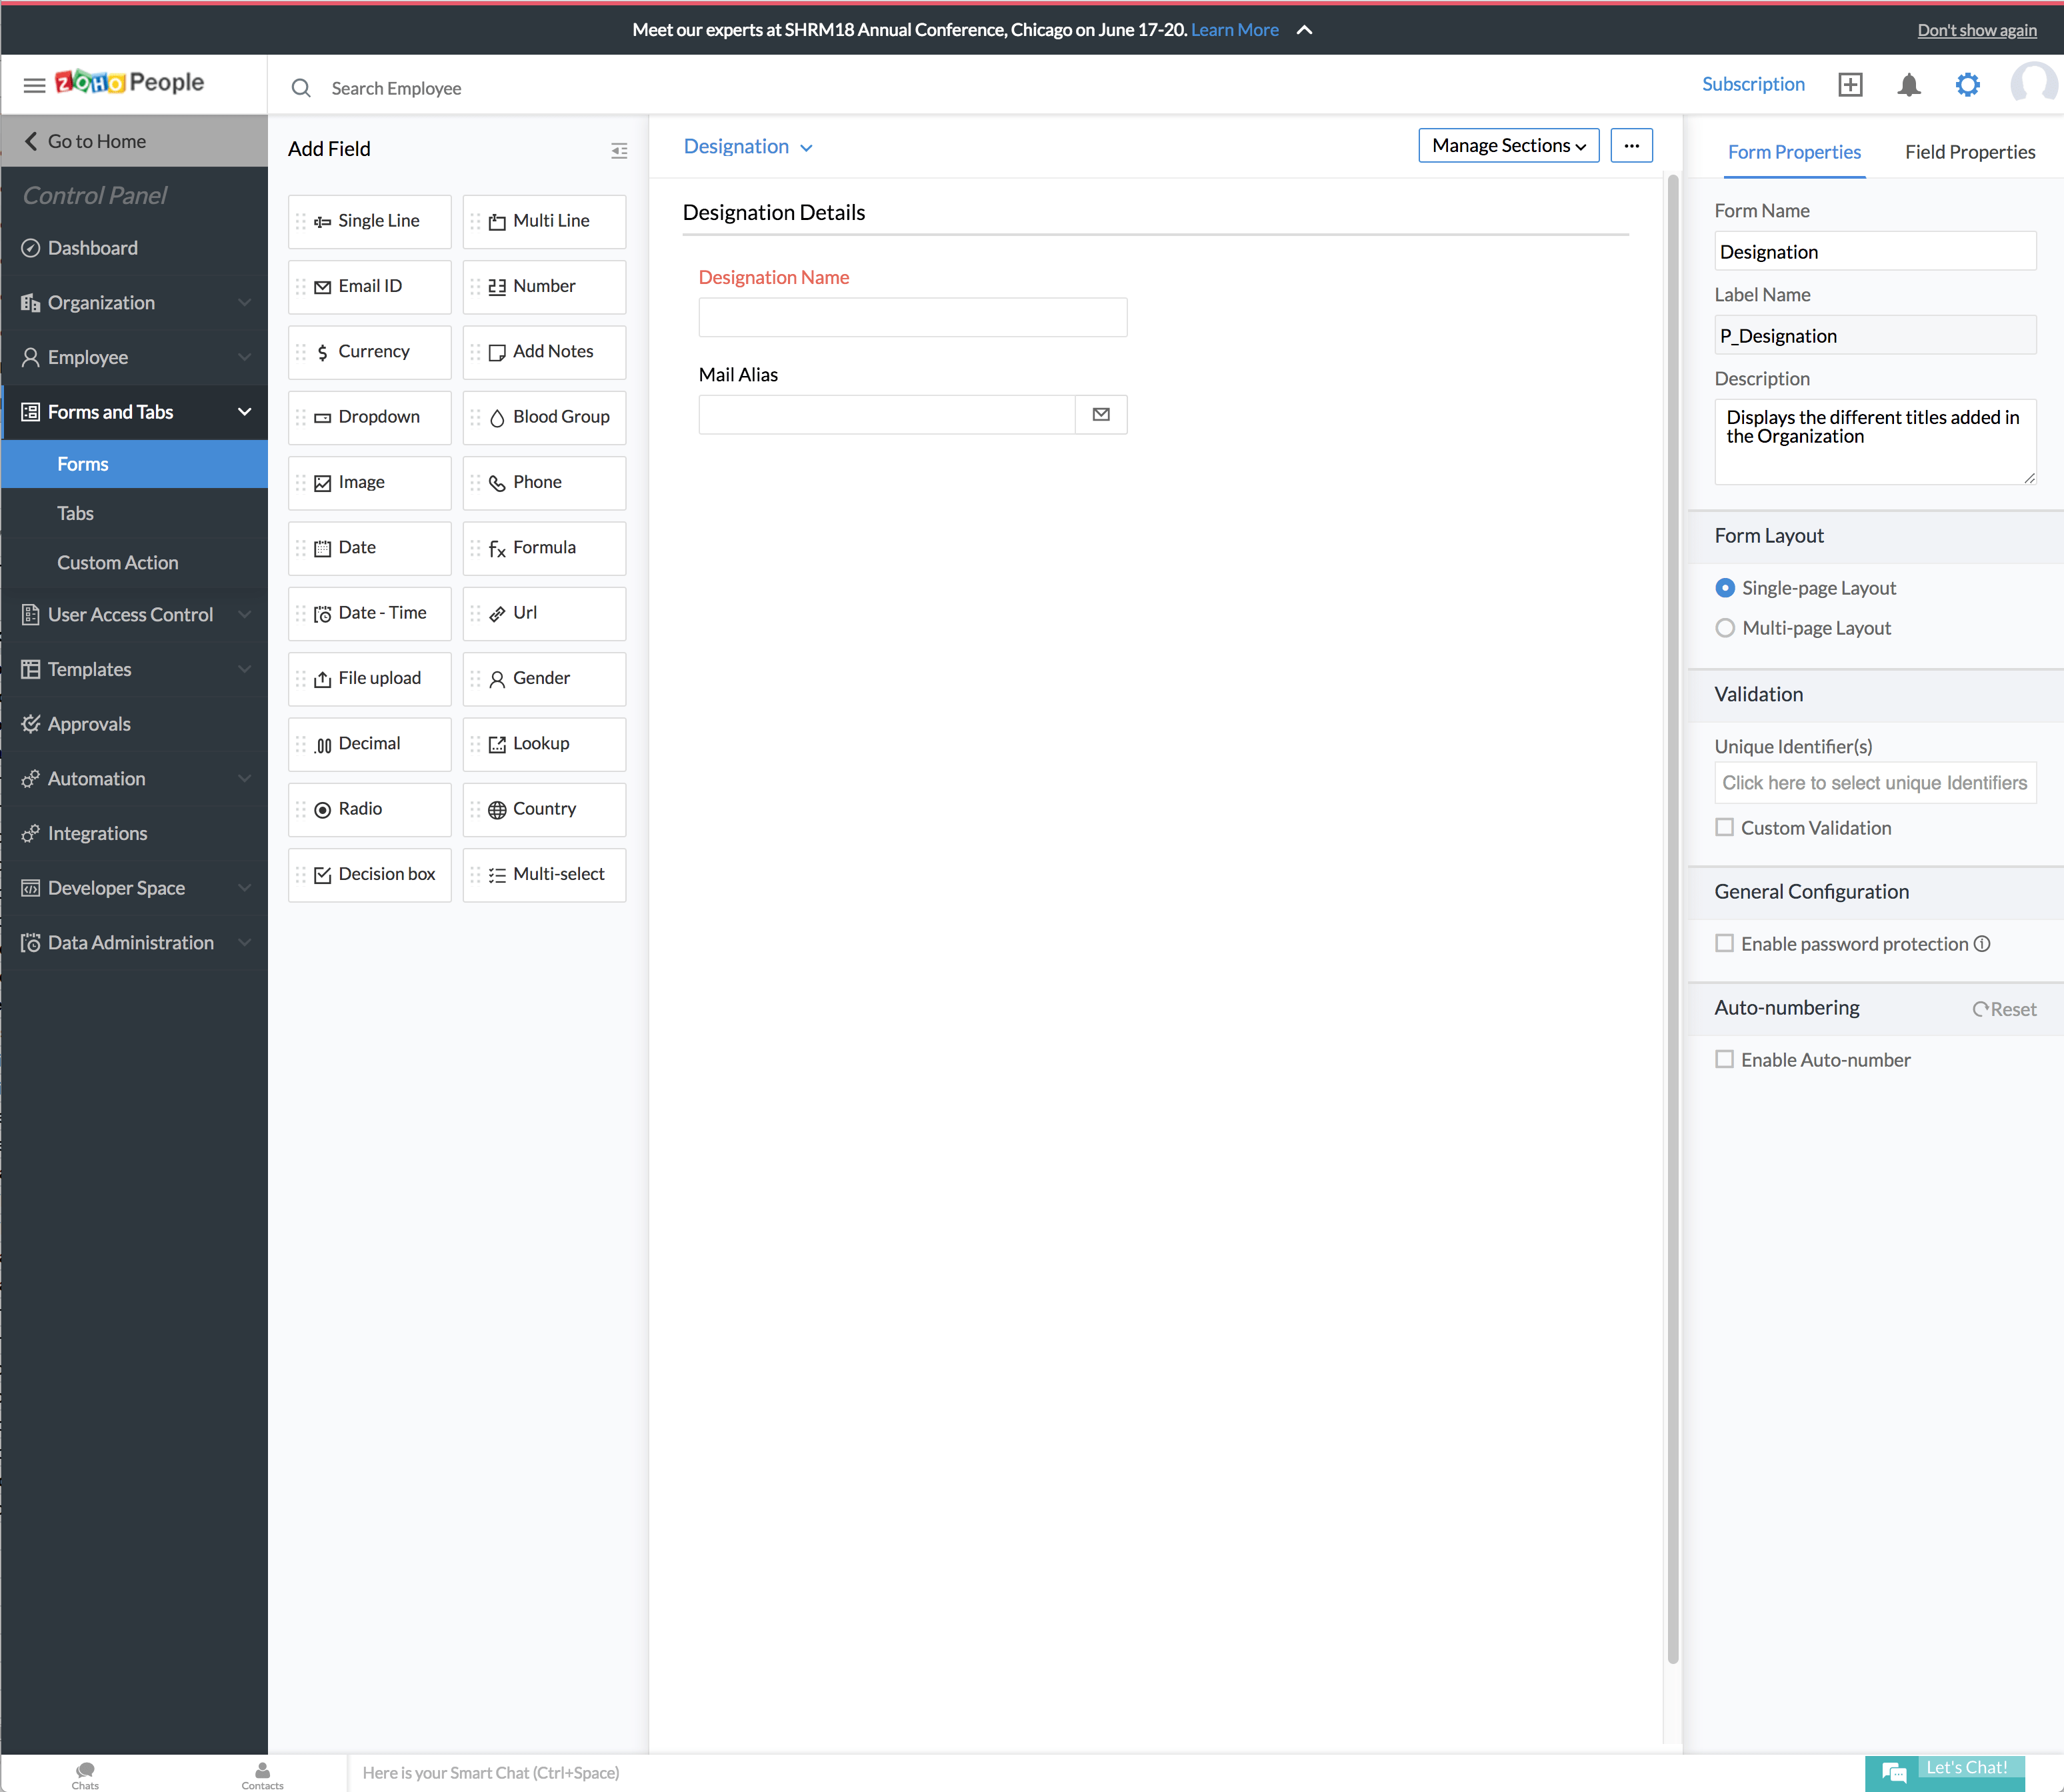 Meet our experts at SHRM18 Annual Conference, Chicago on June 17-20. Learn More
Don't show again
ZOHO People
Search Employee
Subscription
Go to Home
Control Panel
Dashboard
Organization
Employee
Forms and Tabs
Forms
Tabs
Custom Action
User Access Control
Templates
Approvals
Automation
Integrations
Developer Space
Data Administration
Add Field
Single Line
Multi Line
Email ID
Number
Currency
Add Notes
Dropdown
Blood Group
Image
Phone
Date
Formula
Date - Time
Url
File upload
Gender
Decimal
Lookup
Radio
Country
Decision box
Multi-select
Designation
Manage Sections
Designation Details
Designation Name
Mail Alias
Form Properties
Field Properties
Form Name
Designation
Label Name
P_Designation
Description
Displays the different titles added in
the Organization
Form Layout
Single-page Layout
Multi-page Layout
Validation
Unique Identifier(s)
Click here to select unique Identifiers
Custom Validation
General Configuration
Enable password protection
Auto-numbering
Reset
Enable Auto-number
Chats
Contacts
Here is your Smart Chat (Ctrl+Space)
Let's Chat!